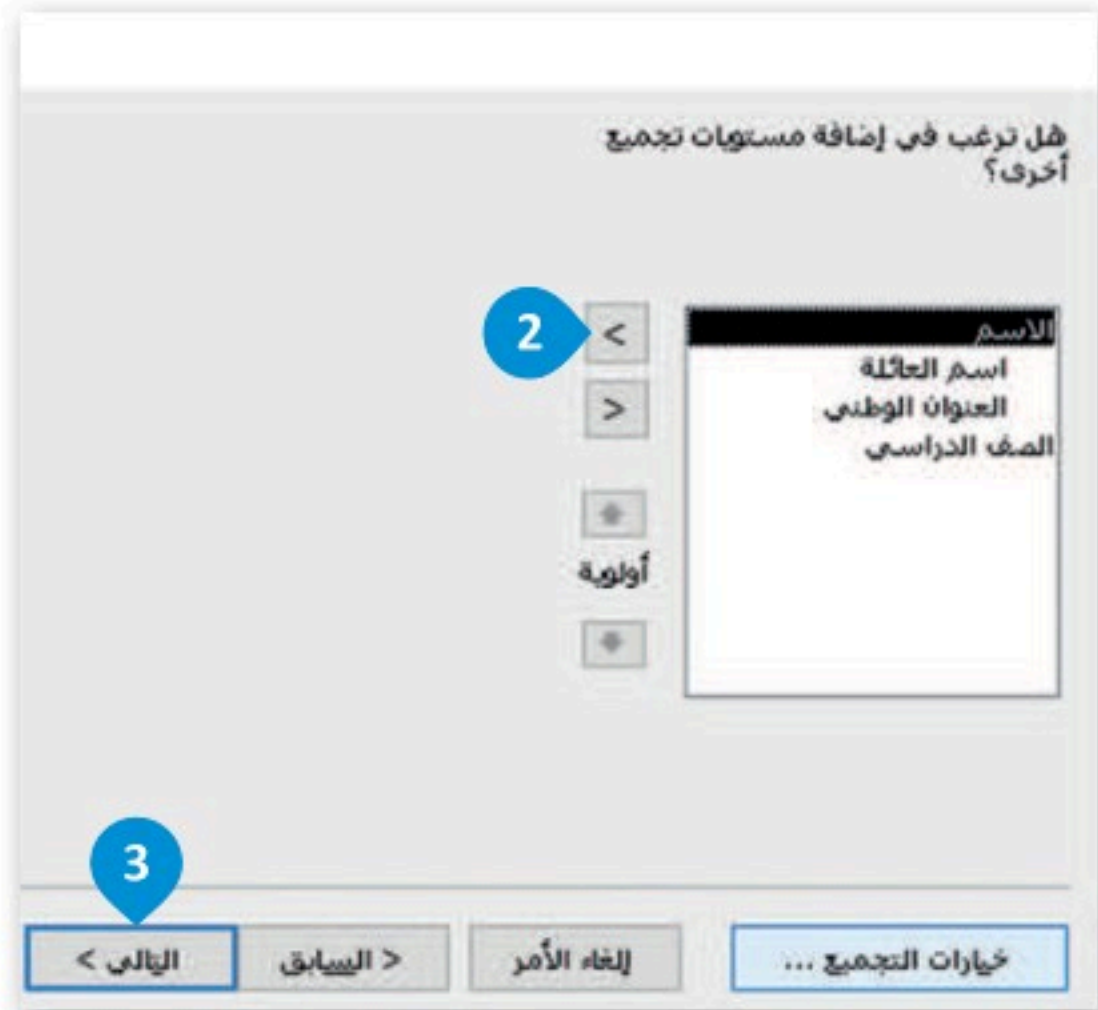 هل ترغب في إضافة مستويات تجميع
أخرى؟
2
>
الاسم
اسم العائلة
العنوان الوطني
الصف الدراسي
<
أولوية
3
خيارات التجميع ...
إلغاء الأمر
< السابق
التالي >